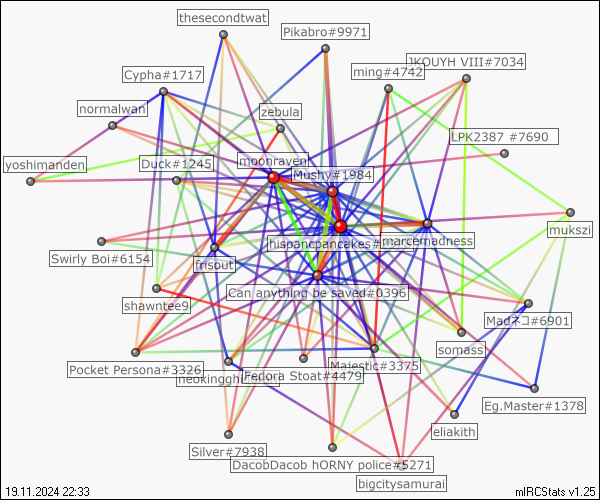 thesecondtwat
Pikabro#9971
JKOUYH VIII#7034
ming#4742
Cypha#1717
normalwan
zebula
LPK2387 #7690
yoshimanden
Duck#1245
moonraven
Mushy#1984
mukszi
hispancpancakes#
marcemadness
Swirly Boi#6154
frisout
Can anything be saved#0396
shawntee9
Madネコ#6901
somass
Pocket Persona#3326
Majestic#3375
Fedora Stoat#4479
Eg.Master#1378
eliakith
Silver#7938
DacobDacob hORNY police#5271
bigcitysamurai
19.11.2024 22:33
mIRCStats v1.25